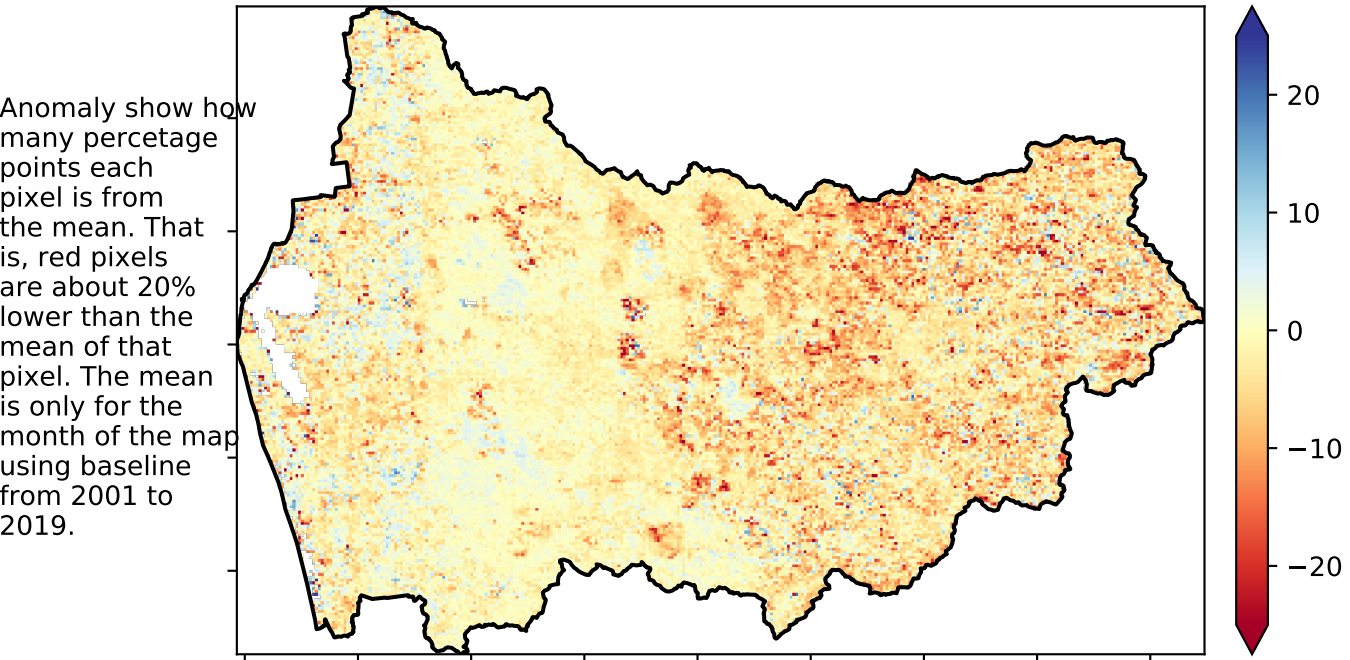 Anomaly show how
many percetage
points each
pixel is from
the mean. That
is, red pixels
are about 20%
lower than the
mean of that
pixel. The mean
is only for the
month of the map
using baseline
from 2001 to
2019.
20
10
0
−10
−20